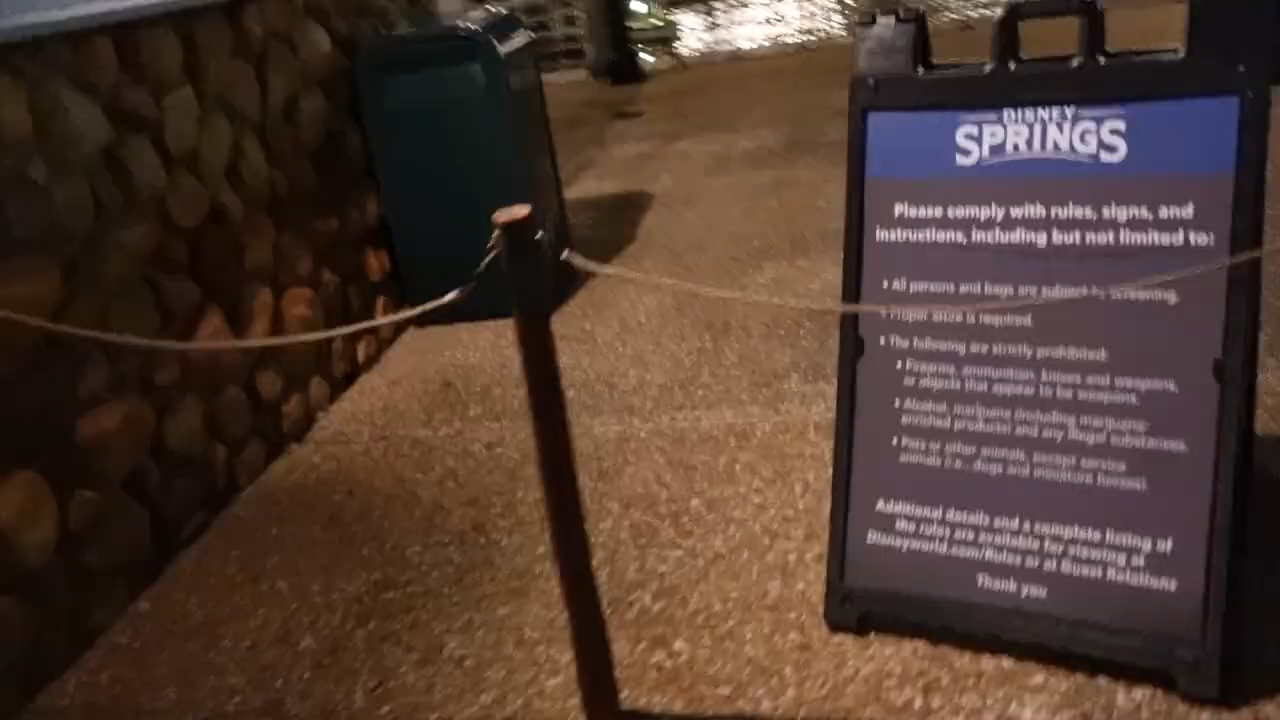 DISNEY
SPRINGS
Please comply with rules, signs, and
instructions, including but not limited to:
All persons and bags are subject to screening.
Proper attire is required.
The following are strictly prohibited:
Firearms, ammunition, knives and weapons,
or objects that appear to be weapons.
Alcohol, marijuana (including marijuana-
enriched products) and any illegal substances.
Pets or other animals, except service
animals (i.e., dogs and miniature horses).
Additional details and a complete listing of
the rules are available for viewing at
Disneyworld.com/Rules or at Guest Relations
Thank you